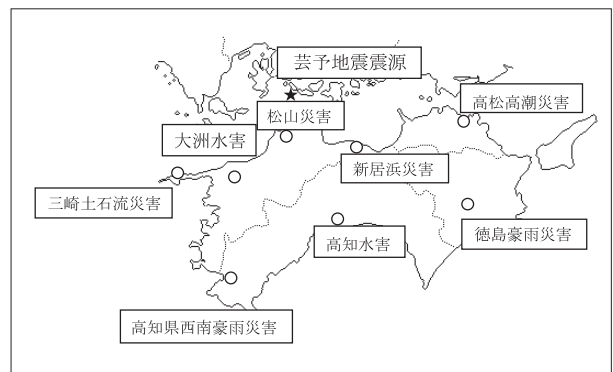 芸予地震震源
高松高潮災害
松山災害
大洲水害
新居浜災害
三崎土石流災害
高知水害
徳島豪雨災害
高知県西南豪雨災害